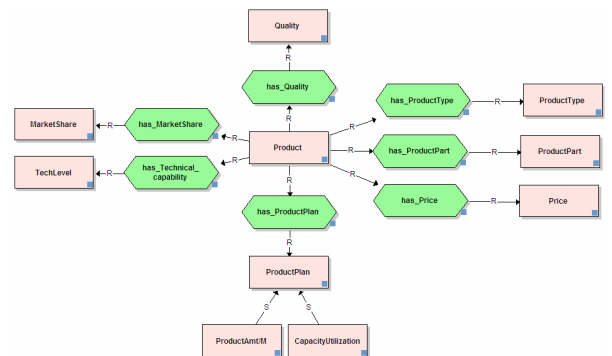 Quality
R
has_Quality
R
has_ProductType
R
ProductType
MarketShare
R
has_MarketShare
R
R
Product
R
has_ProductPart
R
ProductPart
TechLevel
R
has_Technical_
capability
R
R
R
has_Price
R
Price
has_ProductPlan
R
ProductPlan
S
S
ProductAmt/M
CapacityUtilization